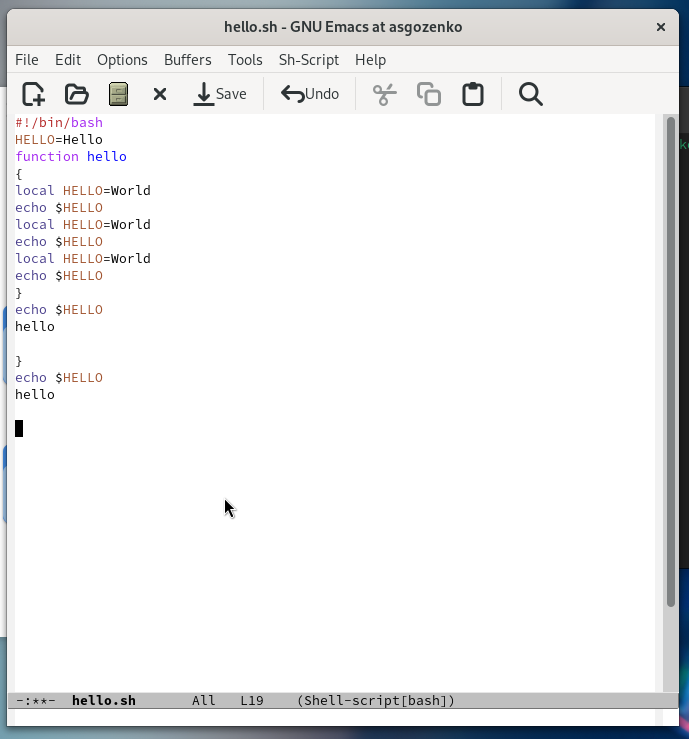 hello.sh - GNU Emacs at asgozenko ×
File Edit Options Buffers Tools Sh-Script Help
Save Undo
#!/bin/bash
HELLO=Hello
function hello
{
local HELLO=World
echo $HELLO
local HELLO=World
echo $HELLO
local HELLO=World
echo $HELLO
}
echo $HELLO
hello
}
echo $HELLO
hello
-:**- hello.sh All L19 (Shell-script[bash])